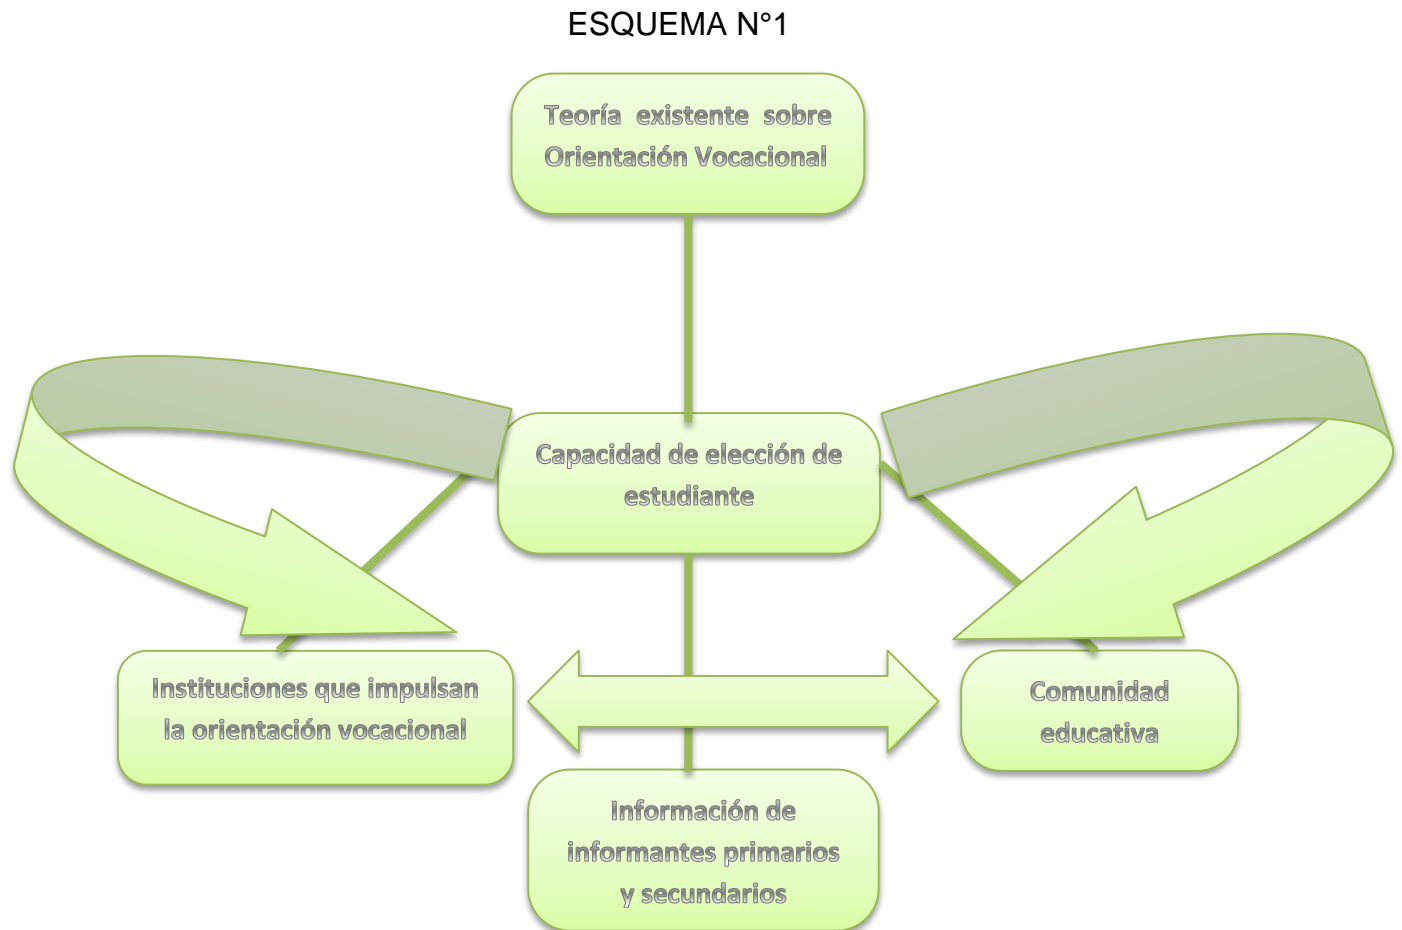 ESQUEMA N°1
Teoría existente sobre
Orientación Vocacional
Capacidad de elección de
estudiante
Instituciones que impulsan
la orientación vocacional
Comunidad
educativa
Información de
informantes primarios
y secundarios